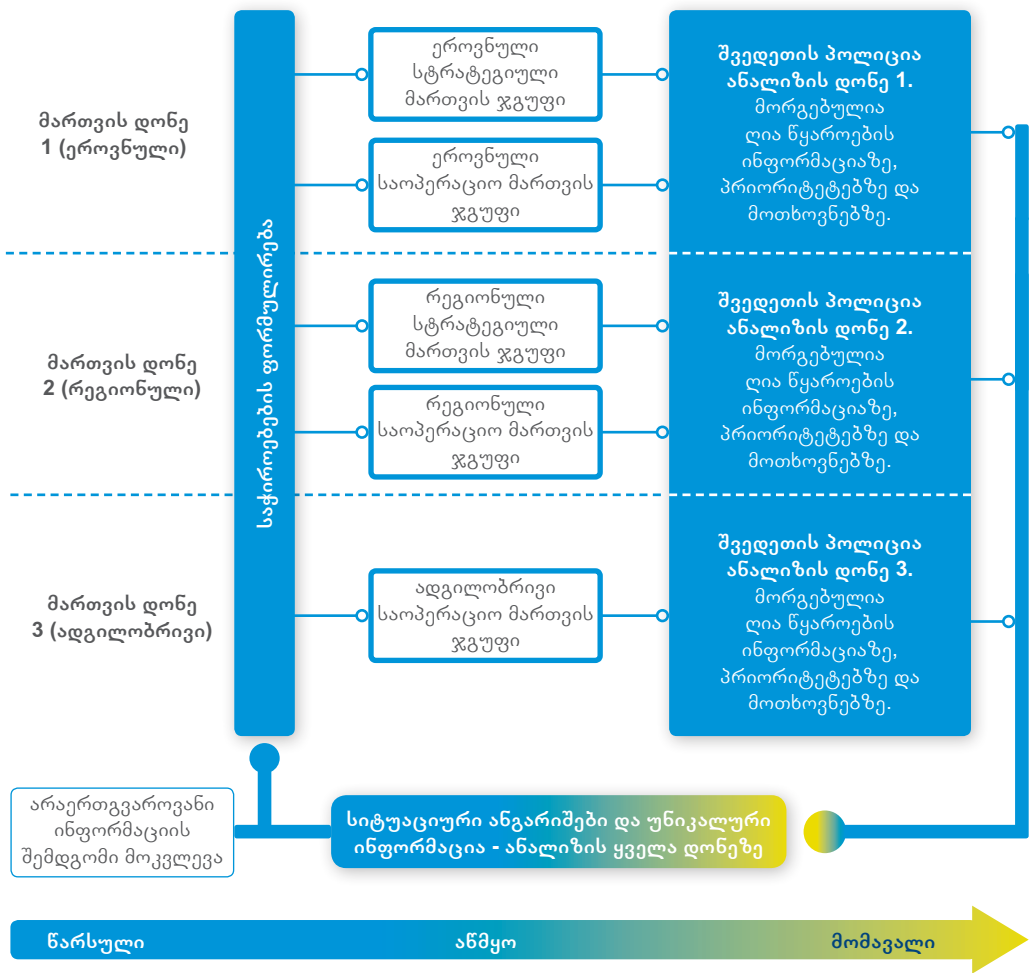 მართვის დონე
1 (ეროვნული)
საჭიროებების ფორმულირება
ეროვნული
სტრატეგიული
მართვის ჯგუფი
ეროვნული
საოპერაციო მართვის
ჯგუფი
შვედეთის პოლიცია
ანალიზის დონე 1.
მორგებულია
ღია წყაროების
ინფორმაციაზე,
პრიორიტეტებზე და
მოთხოვნებზე.
მართვის დონე
2 (რეგიონული)
რეგიონული
სტრატეგიული
მართვის ჯგუფი
რეგიონული
საოპერაციო მართვის
ჯგუფი
შვედეთის პოლიცია
ანალიზის დონე 2.
მორგებულია
ღია წყაროების
ინფორმაციაზე,
პრიორიტეტებზე და
მოთხოვნებზე.
მართვის დონე
3 (ადგილობრივი)
ადგილობრივი
საოპერაციო მართვის
ჯგუფი
შვედეთის პოლიცია
ანალიზის დონე 3.
მორგებულია
ღია წყაროების
ინფორმაციაზე,
პრიორიტეტებზე და
მოთხოვნებზე.
არაერთგვაროვანი
ინფორმაციის
შემდგომი მოკვლევა
სიტუაციური ანგარიშები და უნიკალური
ინფორმაცია - ანალიზის ყველა დონეზე
წარსული
აწმყო
მომავალი